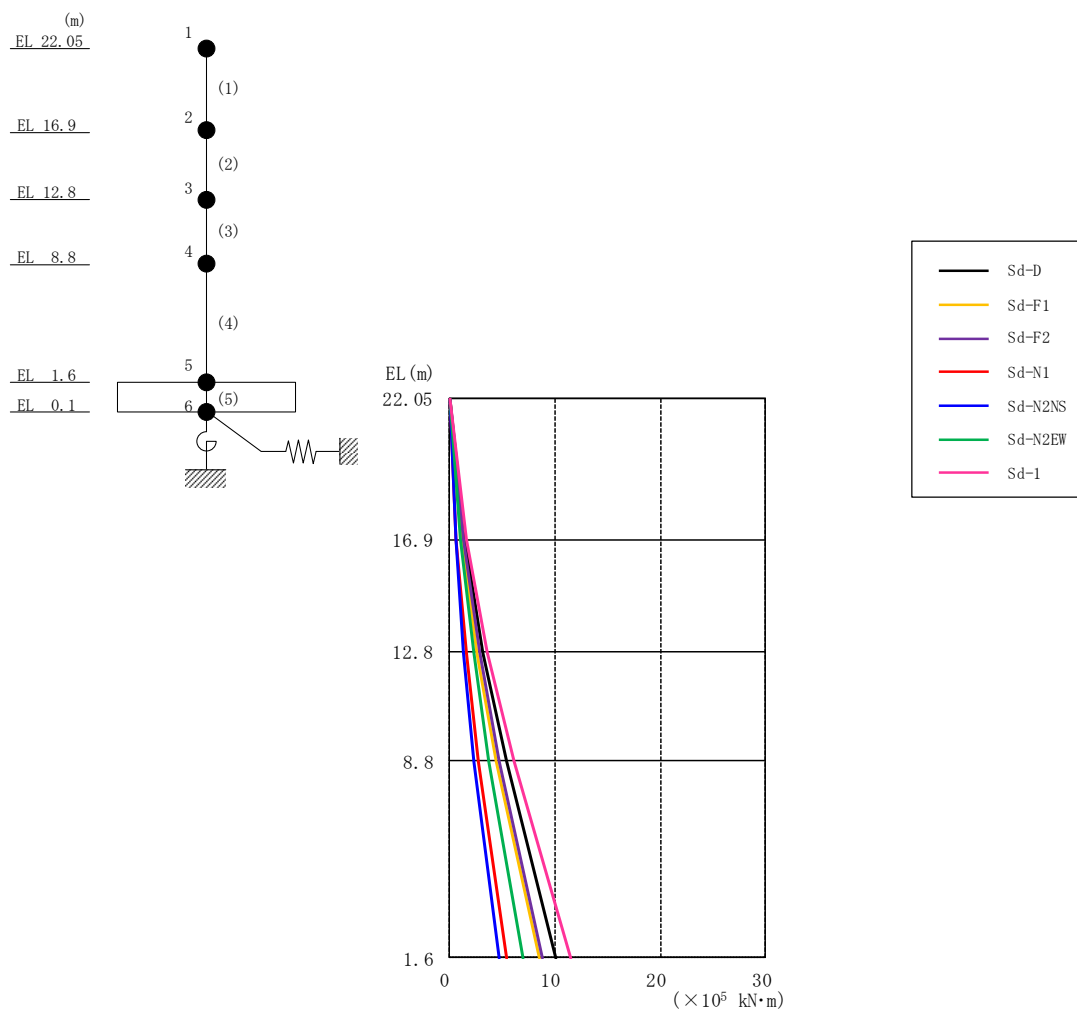 (m)
EL 22.05
1
(1)
EL 16.9
2
(2)
EL 12.8
3
(3)
EL 8.8
4
(4)
EL 1.6
5
(5)
EL 0.1
6
Sd-D
Sd-F1
Sd-F2
Sd-N1
Sd-N2NS
Sd-N2EW
Sd-1
EL(m)
22.05
16.9
12.8
8.8
1.6
0 10 20 30
(×10⁵ kN·m)